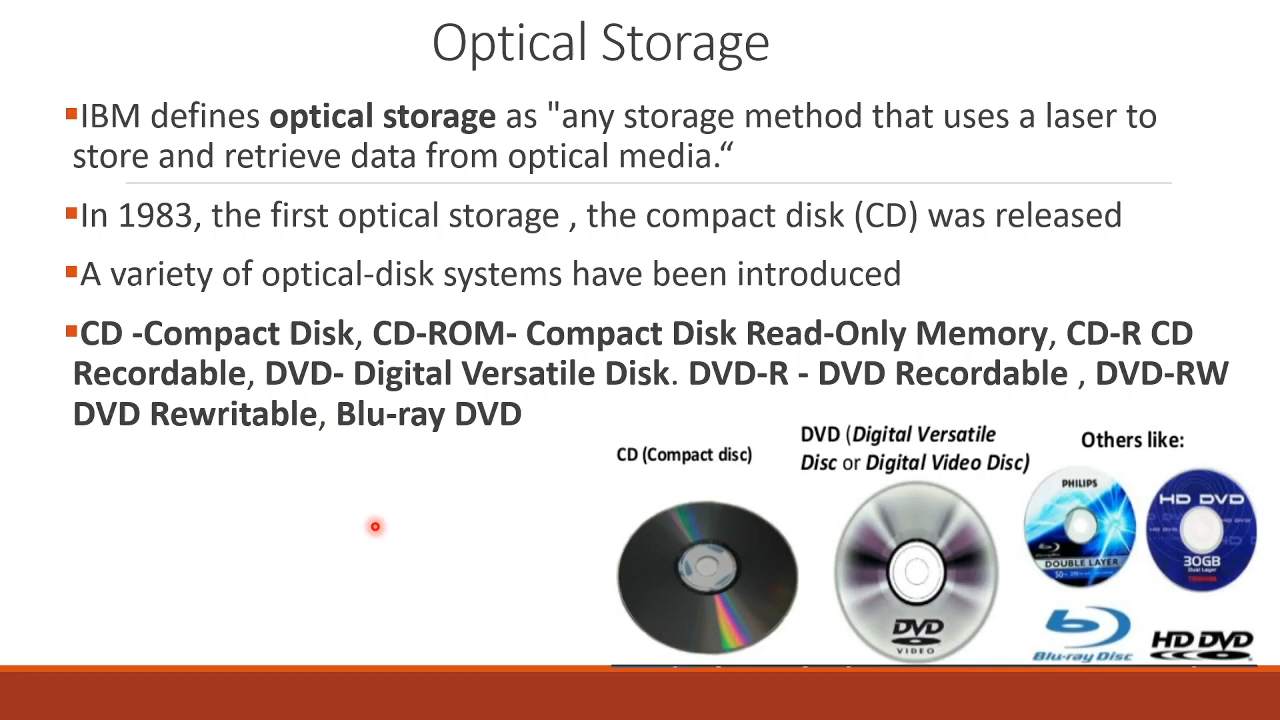 Optical Storage
▪IBM defines optical storage as "any storage method that uses a laser to
store and retrieve data from optical media.“
▪In 1983, the first optical storage , the compact disk (CD) was released
▪A variety of optical-disk systems have been introduced
▪CD -Compact Disk, CD-ROM- Compact Disk Read-Only Memory, CD-R CD
Recordable, DVD- Digital Versatile Disk. DVD-R - DVD Recordable , DVD-RW
DVD Rewritable, Blu-ray DVD
CD (Compact disc)
DVD (Digital Versatile
Disc or Digital Video Disc)
Others like:
PHILIPS
DOUBLE LAYER
HD DVD
30GB
Dual Layer
TOSHIBA
DVD
VIDEO
Blu-ray Disc
HD DVD